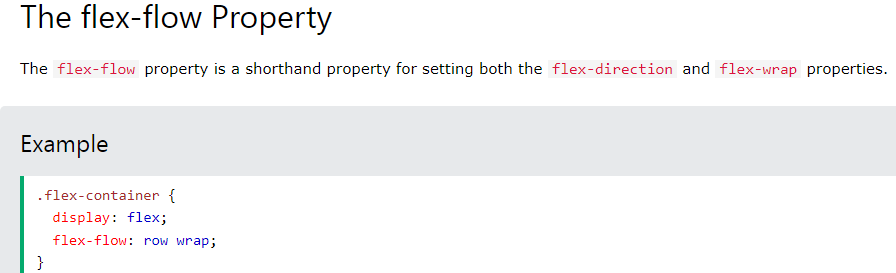 The flex-flow Property
The flex-flow property is a shorthand property for setting both the flex-direction and flex-wrap properties.
Example
.flex-container {
  display: flex;
  flex-flow: row wrap;
}